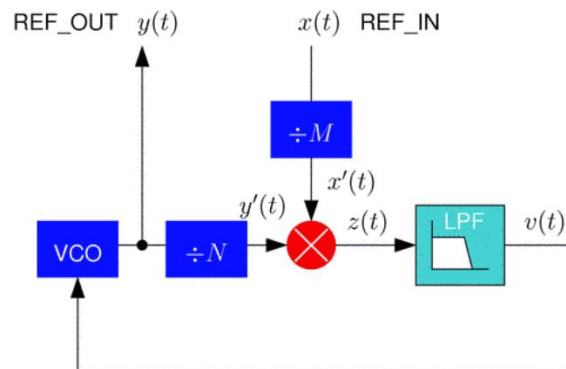 REF_OUT y(t) x(t) REF_IN
÷M
x'(t)
y'(t) z(t) LPF v(t)
VCO ÷N